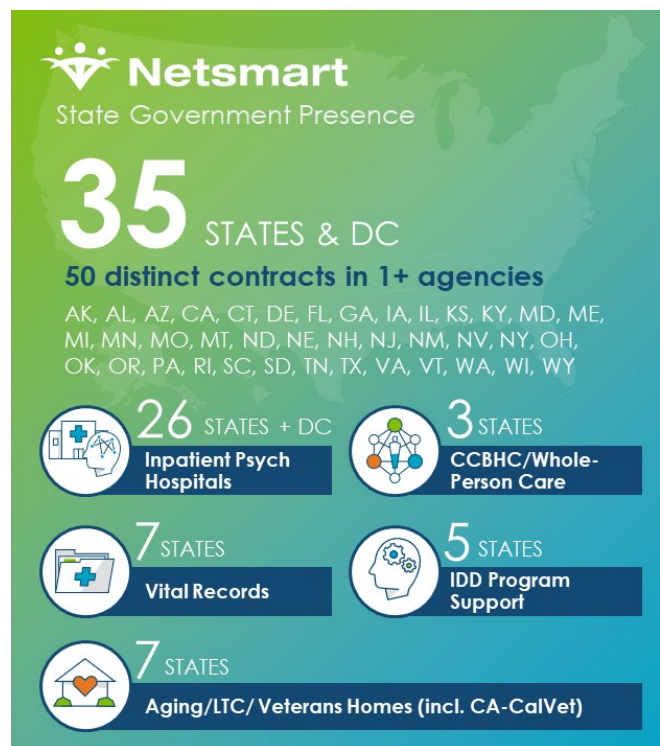 Netsmart
State Government Presence
35 STATES & DC
50 distinct contracts in 1+ agencies
AK, AL, AZ, CA, CT, DE, FL, GA, IA, IL, KS, KY, MD, ME,
MI, MN, MO, MT, ND, NE, NH, NJ, NM, NV, NY, OH,
OK, OR, PA, RI, SC, SD, TN, TX, VA, VT, WA, WI, WY
26 STATES + DC
Inpatient Psych
Hospitals
3 STATES
CCBHC/Whole-
Person Care
7 STATES
Vital Records
5 STATES
IDD Program
Support
7 STATES
Aging/LTC/ Veterans Homes (incl. CA-CalVet)